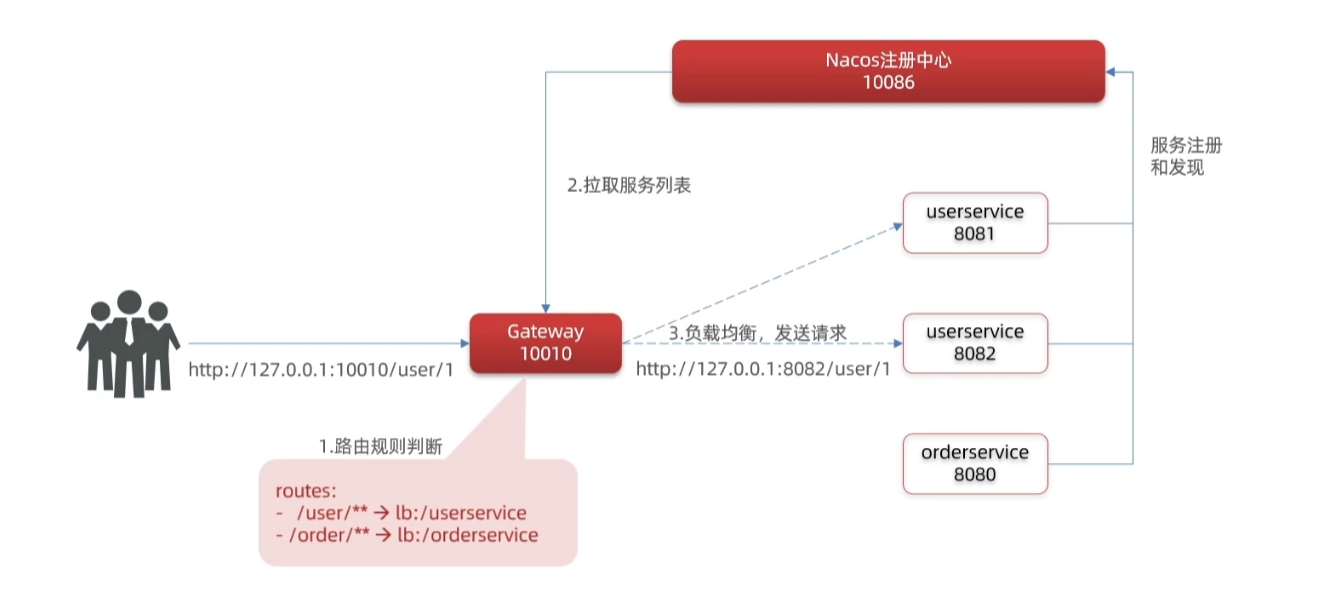 Nacos注册中心
10086
服务注册
和发现
2.拉取服务列表
userservice
8081
Gateway
10010
3.负载均衡，发送请求
userservice
8082
http://127.0.0.1:10010/user/1
http://127.0.0.1:8082/user/1
1.路由规则判断
orderservice
8080
routes:
- /user/** → lb:/userservice
- /order/** → lb:/orderservice